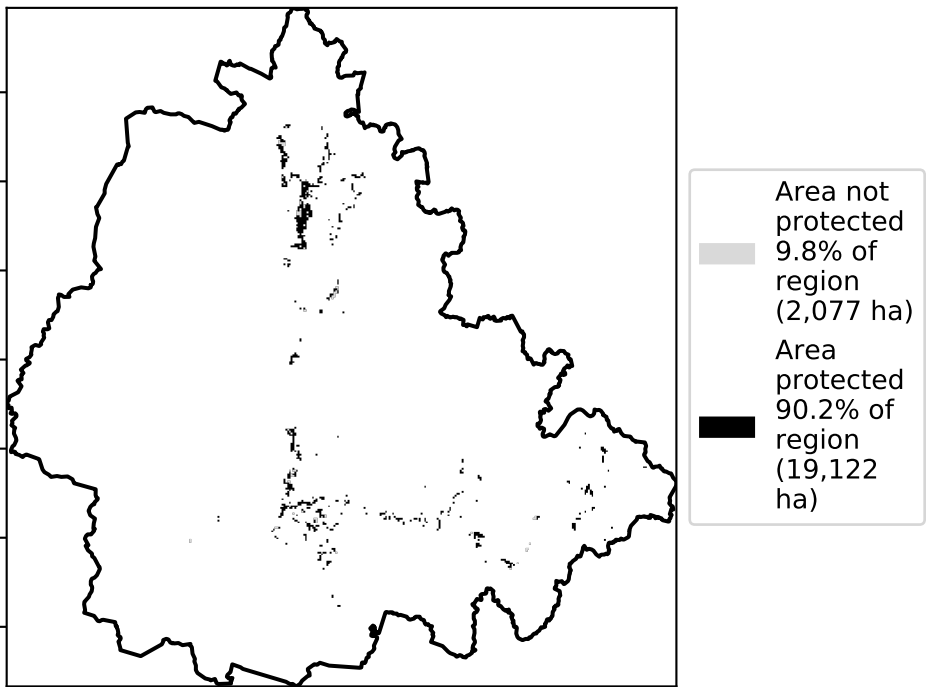 Area not
protected
9.8% of
region
(2,077 ha)
Area
protected
90.2% of
region
(19,122
ha)